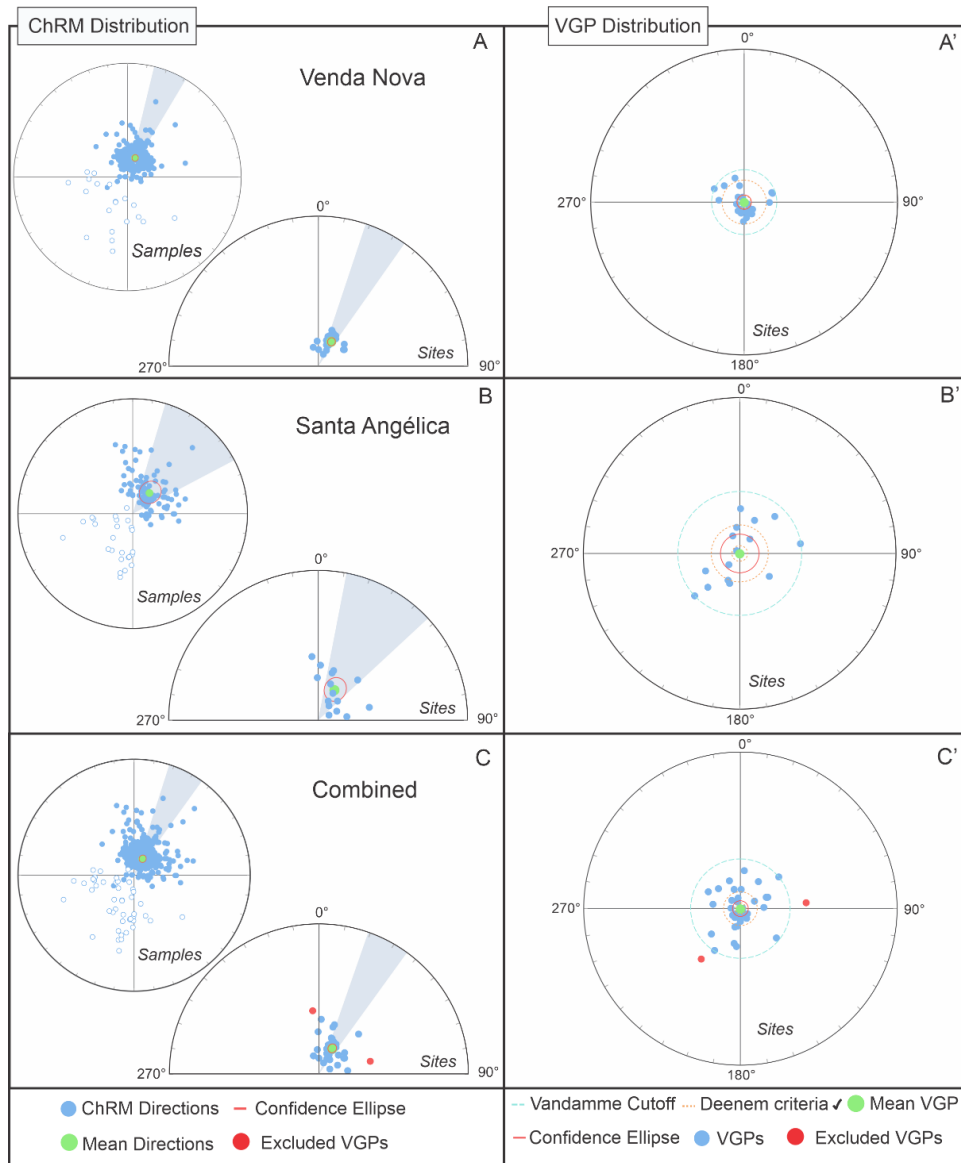 ChRM Distribution
VGP Distribution
A
Venda Nova
Samples
0°
270°
90°
Sites
A'
0°
270°
90°
Sites
180°
B
Santa Angélica
Samples
0°
270°
90°
Sites
B'
0°
270°
90°
Sites
180°
C
Combined
Samples
0°
270°
90°
Sites
C'
0°
270°
90°
Sites
180°
ChRM Directions
Confidence Ellipse
Mean Directions
Excluded VGPs
Vandamme Cutoff
Deenem criteria ✓
Mean VGP
Confidence Ellipse
VGPs
Excluded VGPs